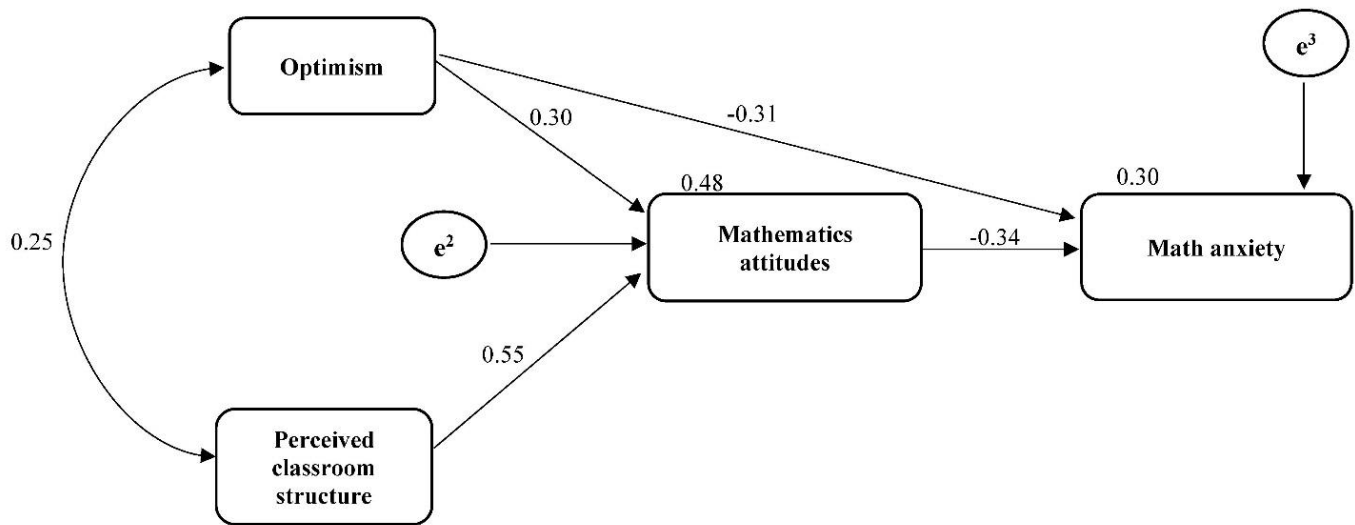 e³
Optimism
-0.31
0.30
0.48
0.30
0.25
e²
Mathematics
attitudes
-0.34
Math anxiety
0.55
Perceived
classroom
structure